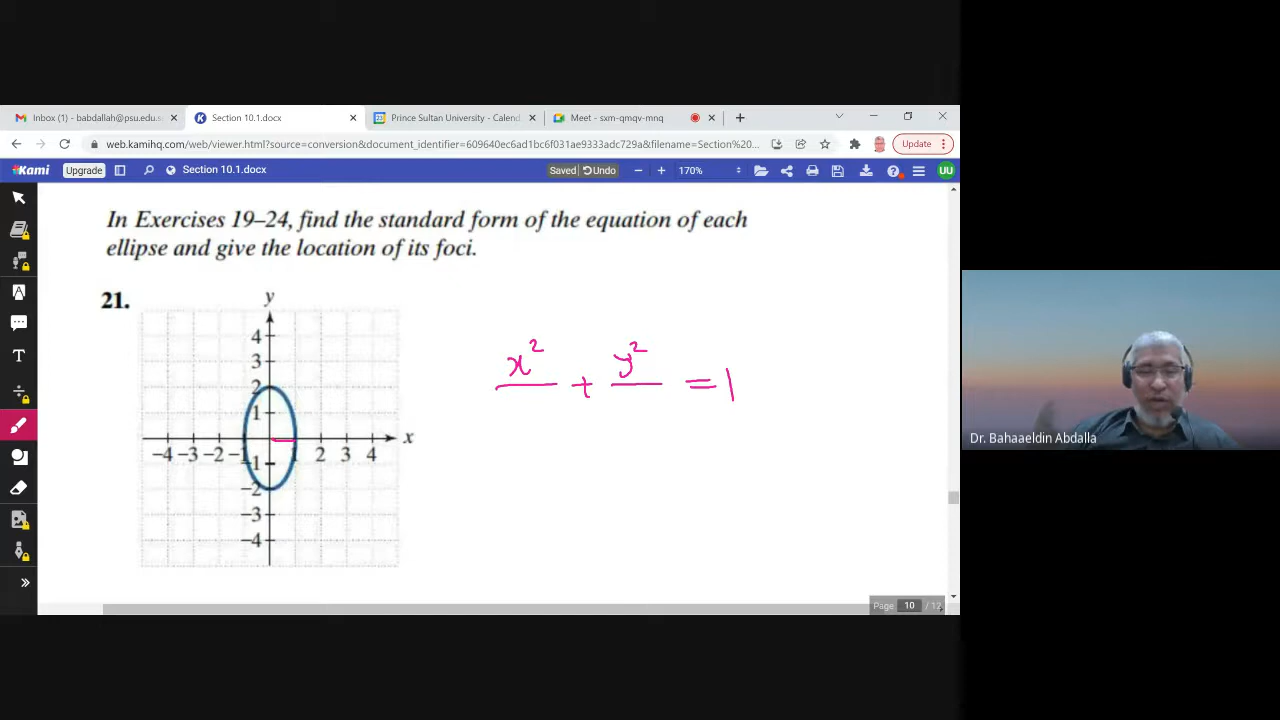 Inbox (1) - babdallah@psu.edu.s
Section 10.1.docx
Prince Sultan University - Calend
Meet - sxm-qmqv-mnq
web.kamihq.com/web/viewer.html?source=conversion&document_identifier=609640ec6ad1bc6f031ae9333adc729a&filename=Section%20...
Update
Kami
Upgrade
Section 10.1.docx
Saved
Undo
170%
UU
In Exercises 19–24, find the standard form of the equation of each
ellipse and give the location of its foci.
21.
y
4
3
2
1
−4 −3 −2 −1 2 3 4 x
−1
−2
−3
−4
x² + y² = 1
Dr. Bahaaeldin Abdalla
Page 10 / 12